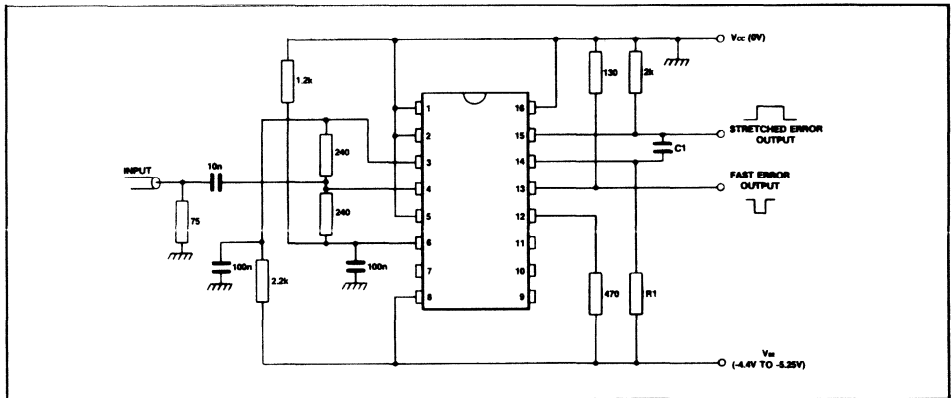 Vcc (0V)
1.2k
130
2k
1
16
2
15
STRETCHED ERROR
OUTPUT
240
3
14
C1
INPUT
10n
4
13
FAST ERROR
OUTPUT
240
5
12
75
6
11
100n
100n
7
10
2.2k
8
9
470
R1
Vee
(-4.4V TO -5.25V)